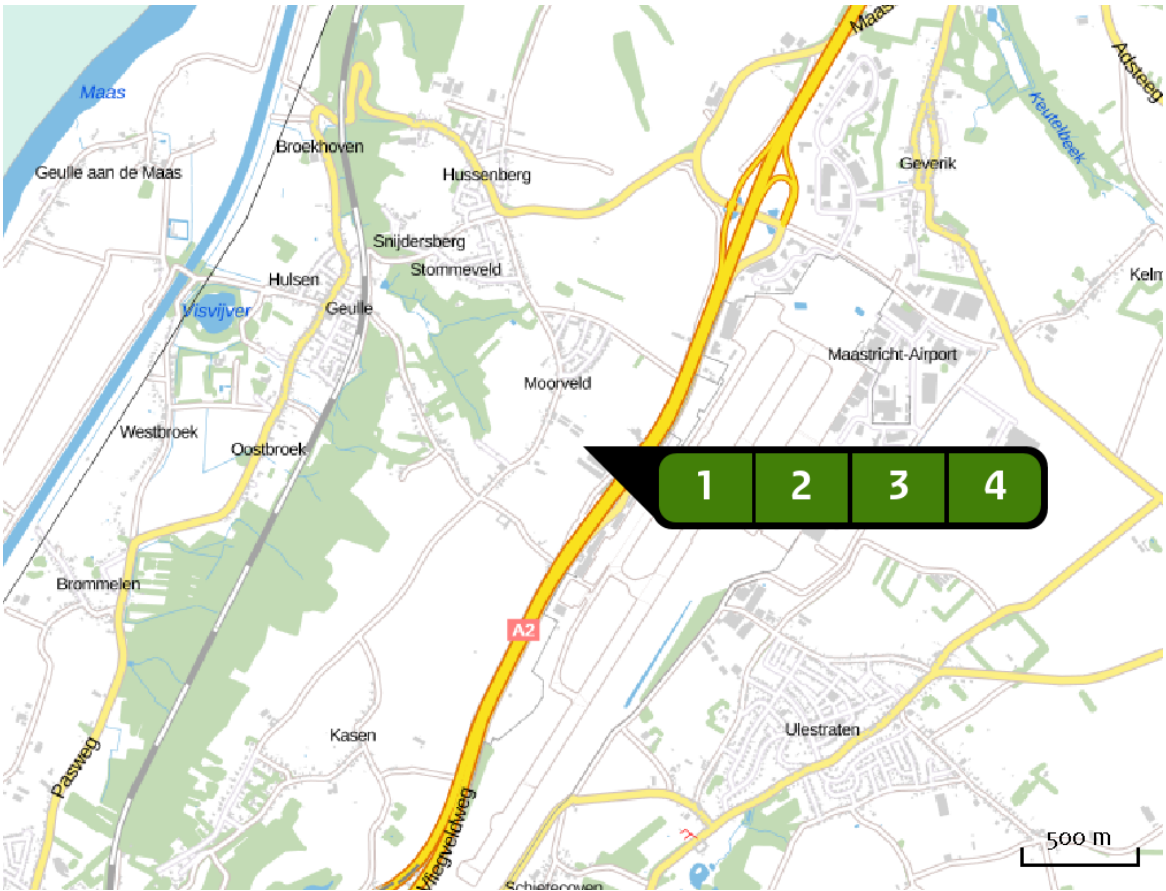 Maas
Maas
Adsteeg
Keutelbeek
Broekhoven
Geulle aan de Maas
Hussenberg
Geverik
Snijdersberg
Stommeveld
Hulsen
Kelm
Visvijver
Geulle
Maastricht-Airport
Moorveld
Westbroek
Oostbroek
1 2 3 4
Brommelen
A2
Kasen
Ulestraten
Pasweg
Vliegveldweg
500 m
Schietecoven